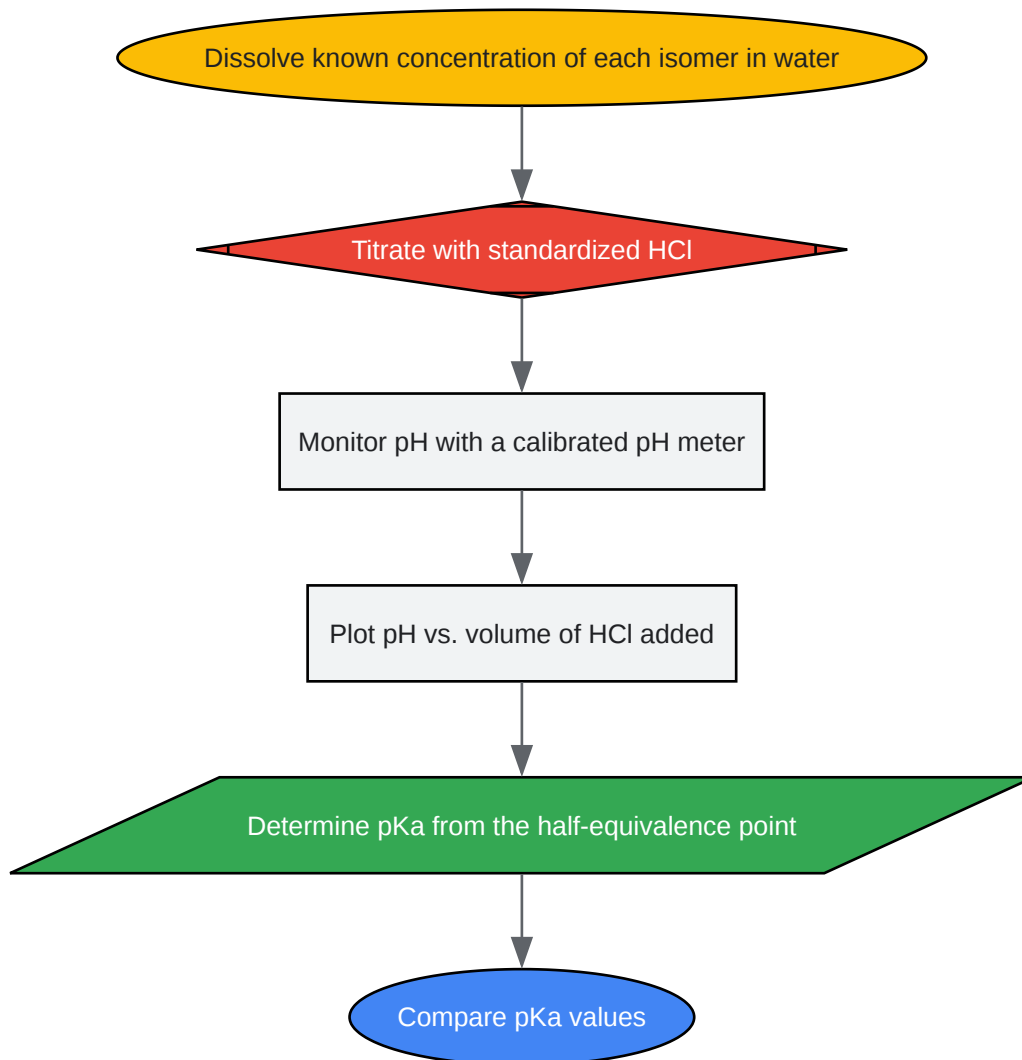 Dissolve known concentration of each isomer in water
Titrate with standardized HCl
Monitor pH with a calibrated pH meter
Plot pH vs. volume of HCl added
Determine pKa from the half-equivalence point
Compare pKa values